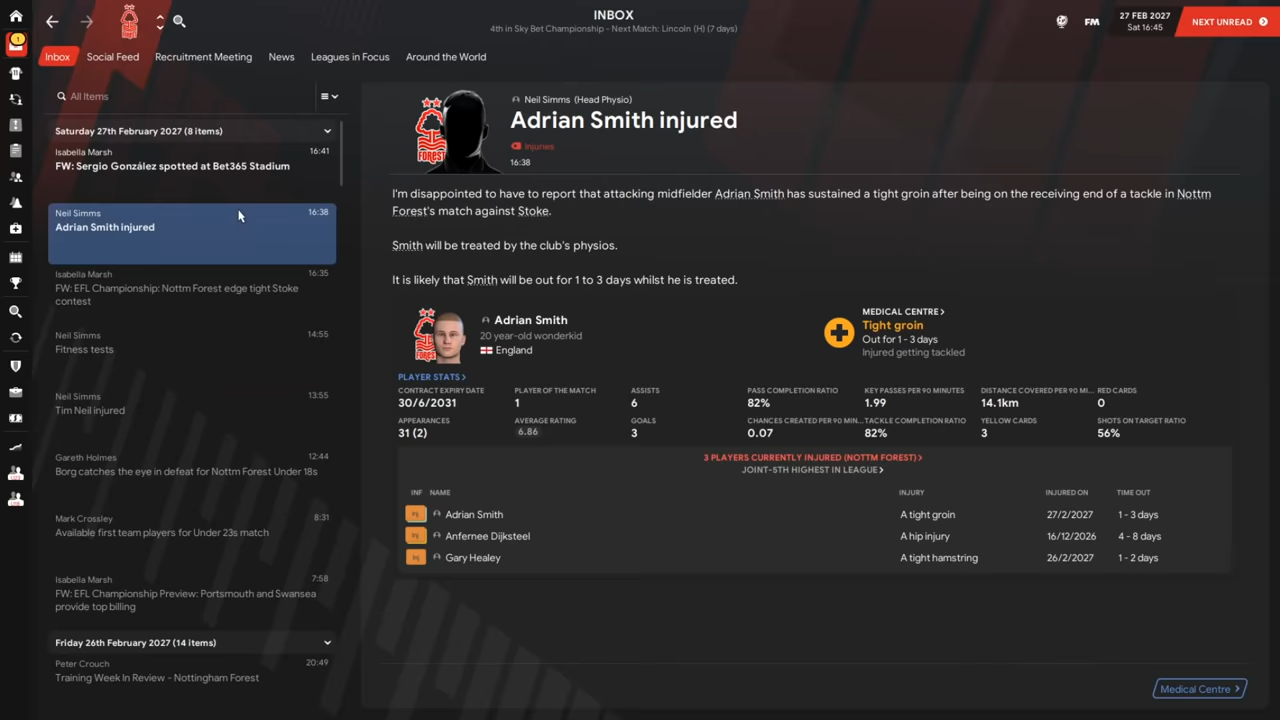 INBOX
4th in Sky Bet Championship - Next Match: Lincoln (H) (7 days)
FM
27 FEB 2027
Sat 16:45
NEXT UNREAD
1
Inbox
Social Feed
Recruitment Meeting
News
Leagues in Focus
Around the World
All Items
Saturday 27th February 2027 (8 items)
Isabella Marsh
16:41
FW: Sergio González spotted at Bet365 Stadium
Neil Simms
16:38
Adrian Smith injured
Isabella Marsh
16:35
FW: EFL Championship: Nottm Forest edge tight Stoke
contest
Neil Simms
14:55
Fitness tests
Neil Simms
13:55
Tim Neil injured
Gareth Holmes
12:44
Borg catches the eye in defeat for Nottm Forest Under 18s
Mark Crossley
8:31
Available first team players for Under 23s match
Isabella Marsh
7:58
FW: EFL Championship Preview: Portsmouth and Swansea
provide top billing
Friday 26th February 2027 (14 items)
Peter Crouch
20:49
Training Week In Review - Nottingham Forest
FOREST
Neil Simms (Head Physio)
Adrian Smith injured
Injuries
16:38
I'm disappointed to have to report that attacking midfielder Adrian Smith has sustained a tight groin after being on the receiving end of a tackle in Nottm
Forest's match against Stoke.
Smith will be treated by the club's physios.
It is likely that Smith will be out for 1 to 3 days whilst he is treated.
FOREST
Adrian Smith
20 year-old wonderkid
England
MEDICAL CENTRE
Tight groin
Out for 1 - 3 days
Injured getting tackled
PLAYER STATS
CONTRACT EXPIRY DATE
PLAYER OF THE MATCH
ASSISTS
PASS COMPLETION RATIO
KEY PASSES PER 90 MINUTES
DISTANCE COVERED PER 90 MI...
RED CARDS
30/6/2031
1
6
82%
1.99
14.1km
0
APPEARANCES
AVERAGE RATING
GOALS
CHANCES CREATED PER 90 MIN...
TACKLE COMPLETION RATIO
YELLOW CARDS
SHOTS ON TARGET RATIO
31 (2)
6.86
3
0.07
82%
3
56%
3 PLAYERS CURRENTLY INJURED (NOTTM FOREST)
JOINT-5TH HIGHEST IN LEAGUE
INF
NAME
INJURY
INJURED ON
TIME OUT
Inj
Adrian Smith
A tight groin
27/2/2027
1 - 3 days
Inj
Anfernee Dijksteel
A hip injury
16/12/2026
4 - 8 days
Inj
Gary Healey
A tight hamstring
26/2/2027
1 - 2 days
Medical Centre